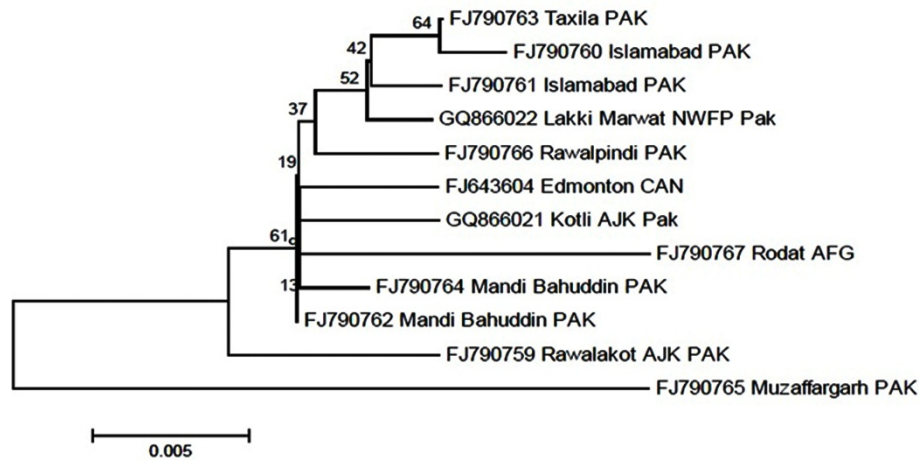 64
FJ790763 Taxila PAK
FJ790760 Islamabad PAK
42
FJ790761 Islamabad PAK
52
GQ866022 Lakki Marwat NWFP Pak
37
FJ790766 Rawalpindi PAK
19
FJ643604 Edmonton CAN
GQ866021 Kotli AJK Pak
61
FJ790767 Rodat AFG
13
FJ790764 Mandi Bahuddin PAK
FJ790762 Mandi Bahuddin PAK
FJ790759 Rawalakot AJK PAK
FJ790765 Muzaffargarh PAK
0.005